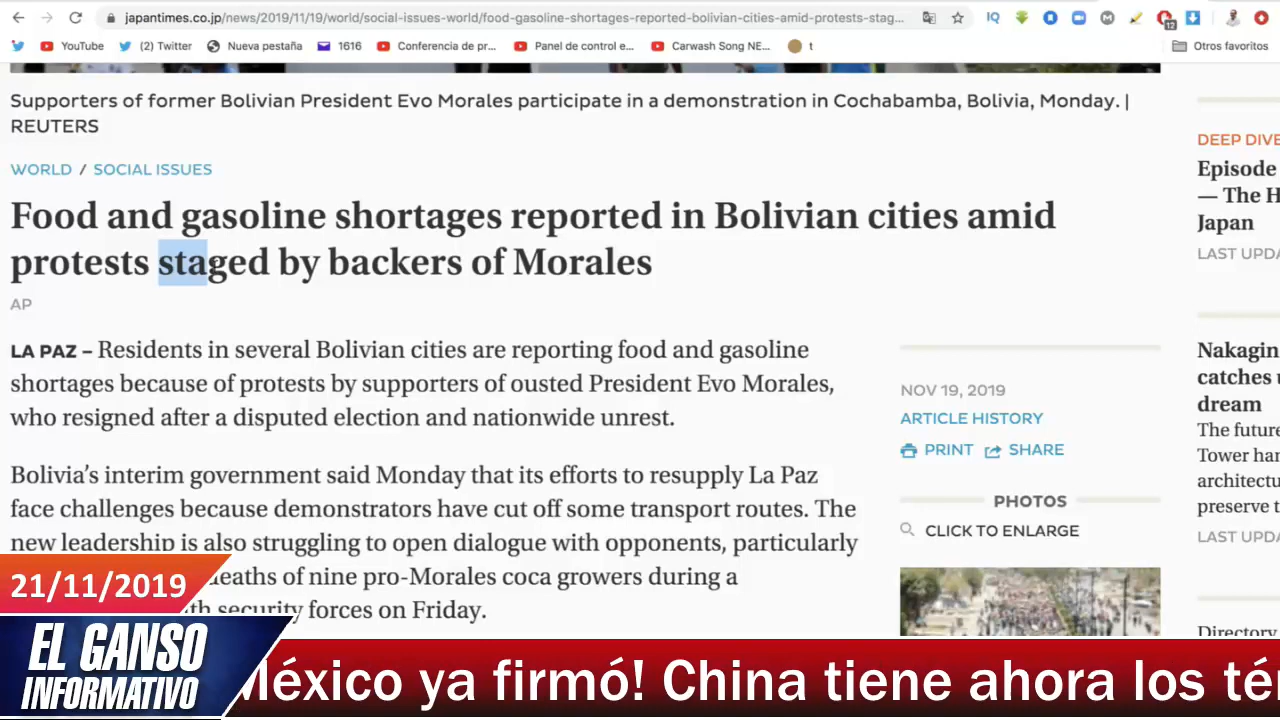 japantimes.co.jp/news/2019/11/19/world/social-issues-world/food-gasoline-shortages-reported-bolivian-cities-amid-protests-stag...
IQ
M
12
YouTube
(2) Twitter
Nueva pestaña
1616
Conferencia de pr...
Panel de control e...
Carwash Song NE...
t
Otros favoritos
Supporters of former Bolivian President Evo Morales participate in a demonstration in Cochabamba, Bolivia, Monday. |
REUTERS
WORLD / SOCIAL ISSUES
Food and gasoline shortages reported in Bolivian cities amid
protests staged by backers of Morales
AP
LA PAZ – Residents in several Bolivian cities are reporting food and gasoline
shortages because of protests by supporters of ousted President Evo Morales,
who resigned after a disputed election and nationwide unrest.
Bolivia's interim government said Monday that its efforts to resupply La Paz
face challenges because demonstrators have cut off some transport routes. The
new leadership is also struggling to open dialogue with opponents, particularly
deaths of nine pro-Morales coca growers during a
th security forces on Friday.
NOV 19, 2019
ARTICLE HISTORY
PRINT SHARE
PHOTOS
CLICK TO ENLARGE
DEEP DIVE
Episode
— The H
Japan
LAST UPDA
Nakagin
catches u
dream
The future
Tower han
architectu
preserve t
LAST UPDA
Directory
21/11/2019
EL GANSO
INFORMATIVO
México ya firmó! China tiene ahora los té